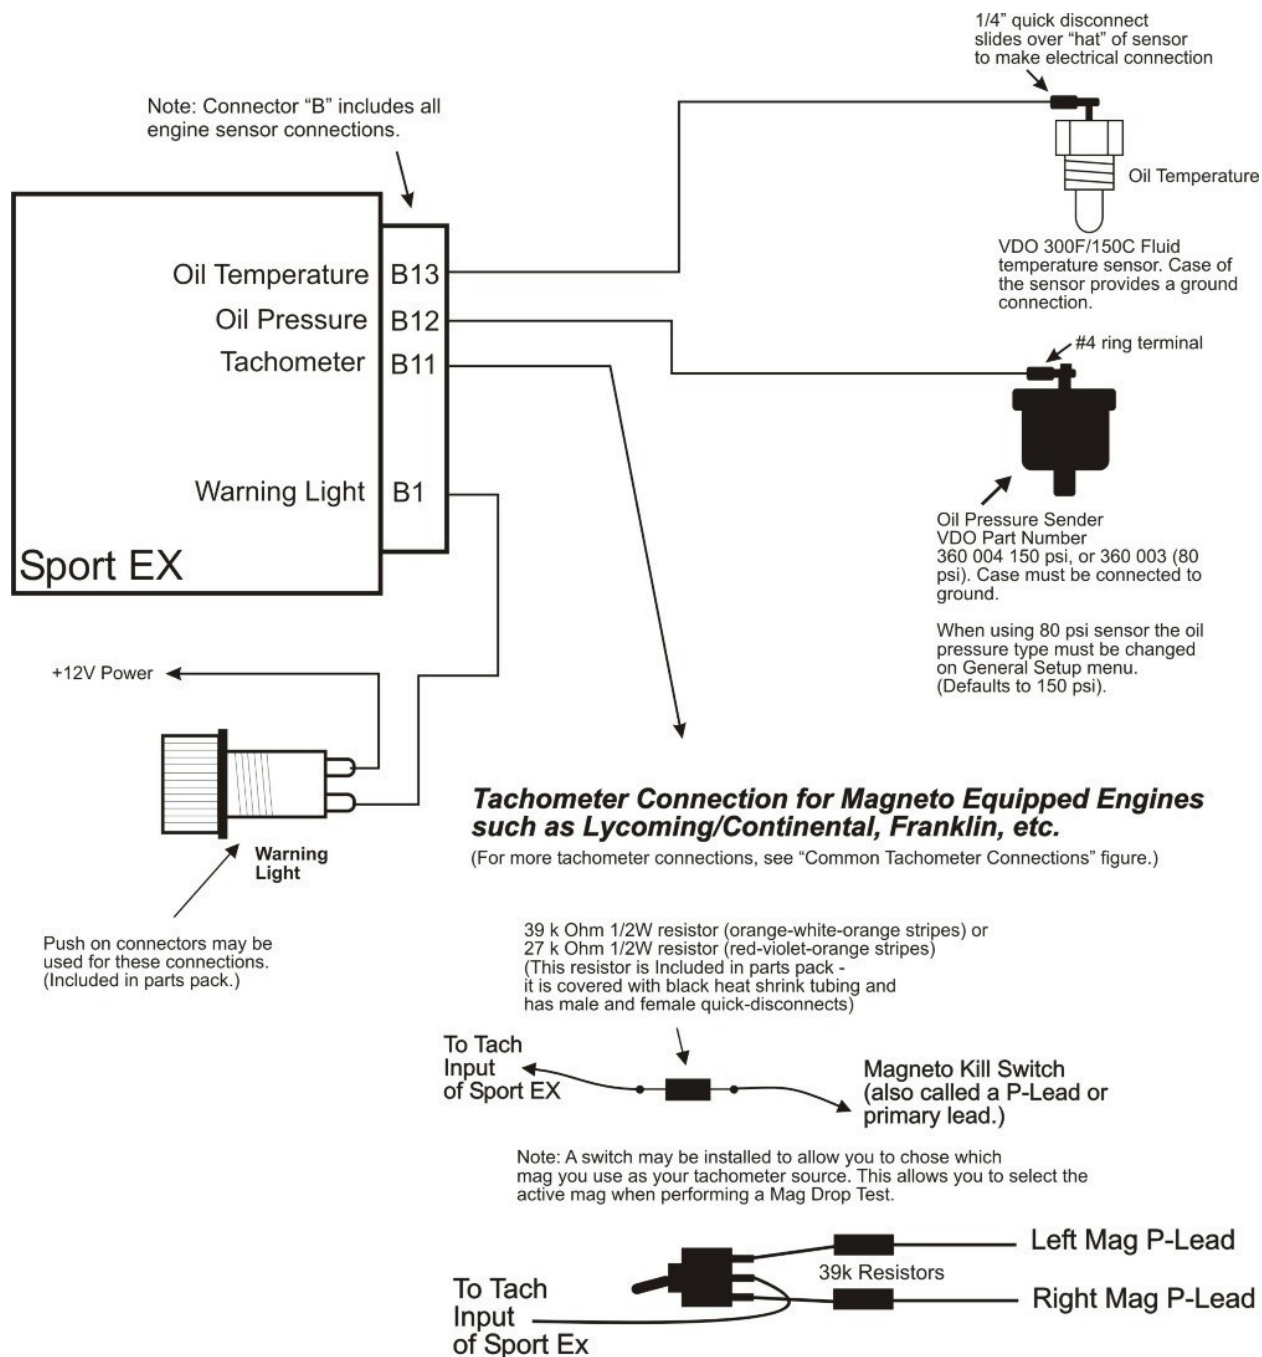 1/4” quick disconnect
slides over “hat” of sensor
to make electrical connection
Note: Connector “B” includes all
engine sensor connections.
Oil Temperature
VDO 300F/150C Fluid
temperature sensor. Case of
the sensor provides a ground
connection.
Oil Temperature B13
Oil Pressure B12
Tachometer B11
Warning Light B1
Sport EX
#4 ring terminal
Oil Pressure Sender
VDO Part Number
360 004 150 psi, or 360 003 (80
psi). Case must be connected to
ground.
When using 80 psi sensor the oil
pressure type must be changed
on General Setup menu.
(Defaults to 150 psi).
+12V Power
Warning
Light
Push on connectors may be
used for these connections.
(Included in parts pack.)
Tachometer Connection for Magneto Equipped Engines
such as Lycoming/Continental, Franklin, etc.
(For more tachometer connections, see “Common Tachometer Connections” figure.)
39 k Ohm 1/2W resistor (orange-white-orange stripes) or
27 k Ohm 1/2W resistor (red-violet-orange stripes)
(This resistor is Included in parts pack -
it is covered with black heat shrink tubing and
has male and female quick-disconnects)
To Tach
Input
of Sport EX
Magneto Kill Switch
(also called a P-Lead or
primary lead.)
Note: A switch may be installed to allow you to chose which
mag you use as your tachometer source. This allows you to select the
active mag when performing a Mag Drop Test.
Left Mag P-Lead
39k Resistors
Right Mag P-Lead
To Tach
Input
of Sport Ex